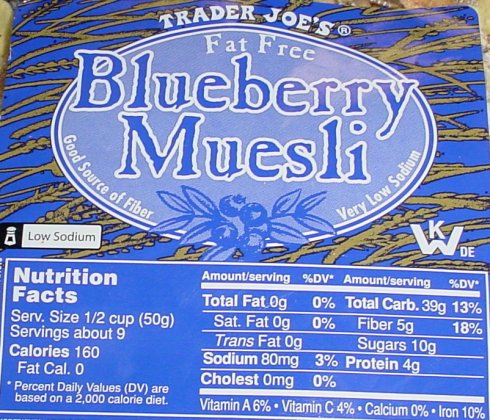 TRADER JOE'S®
Fat Free
Blueberry
Muesli
Good Source of Fiber
Very Low Sodium
Low Sodium
K
DE
Nutrition
Facts
Serv. Size 1/2 cup (50g)
Servings about 9
Calories 160
Fat Cal. 0
* Percent Daily Values (DV) are
based on a 2,000 calorie diet.
Amount/serving %DV* Amount/serving %DV*
Total Fat 0g 0% Total Carb. 39g 13%
Sat. Fat 0g 0% Fiber 5g 18%
Trans Fat 0g Sugars 10g
Sodium 80mg 3% Protein 4g
Cholest 0mg 0%
Vitamin A 6% • Vitamin C 4% • Calcium 0% • Iron 10%